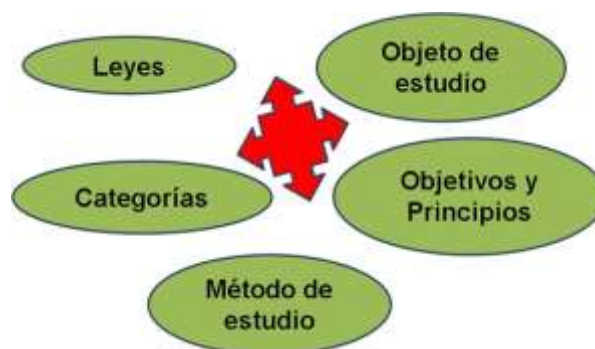 Leyes
Objeto de
estudio
Categorías
Objetivos y
Principios
Método de
estudio